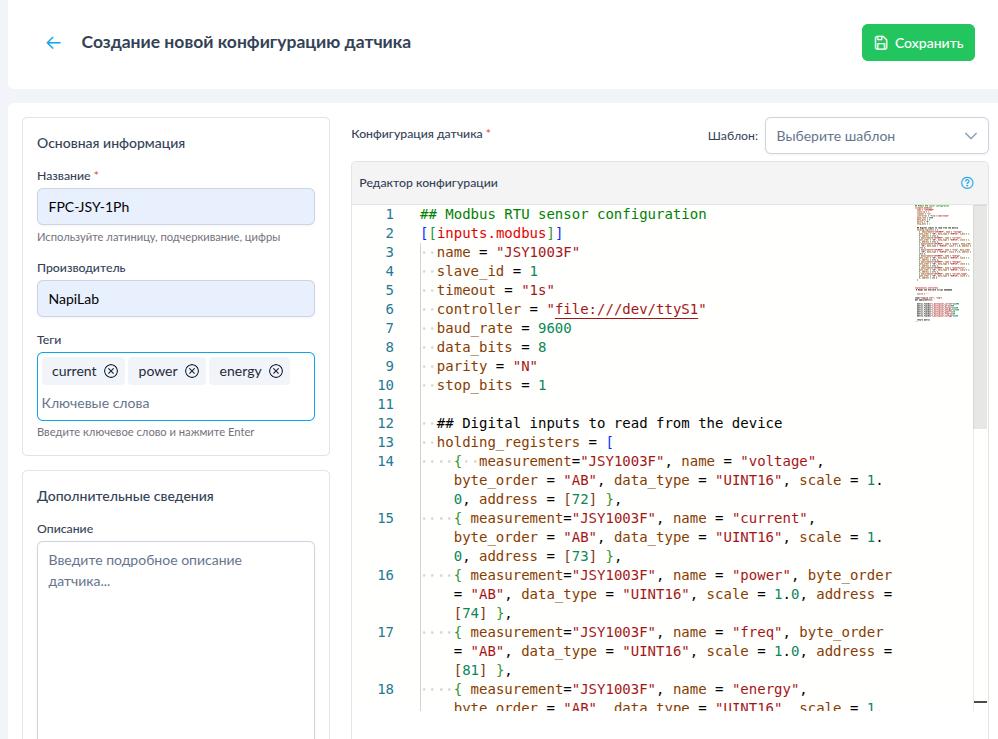 Создание новой конфигурацию датчика
Сохранить
Основная информация
Название *
FPC-JSY-1Ph
Используйте латиницу, подчеркивание, цифры
Производитель
NapiLab
Теги
current power energy
Ключевые слова
Введите ключевое слово и нажмите Enter
Дополнительные сведения
Описание
Введите подробное описание
датчика...
Конфигурация датчика *
Шаблон: Выберите шаблон
Редактор конфигурации
1 ## Modbus RTU sensor configuration
2 [[inputs.modbus]]
3 name = "JSY1003F"
4 slave_id = 1
5 timeout = "1s"
6 controller = "file:///dev/ttyS1"
7 baud_rate = 9600
8 data_bits = 8
9 parity = "N"
10 stop_bits = 1
11
12 ## Digital inputs to read from the device
13 holding_registers = [
14 { measurement="JSY1003F", name = "voltage",
byte_order = "AB", data_type = "UINT16", scale = 1.
0, address = [72] },
15 { measurement="JSY1003F", name = "current",
byte_order = "AB", data_type = "UINT16", scale = 1.
0, address = [73] },
16 { measurement="JSY1003F", name = "power", byte_order
= "AB", data_type = "UINT16", scale = 1.0, address =
[74] },
17 { measurement="JSY1003F", name = "freq", byte_order
= "AB", data_type = "UINT16", scale = 1.0, address =
[81] },
18 { measurement="JSY1003F", name = "energy",
byte_order = "AB", data_type = "UINT16", scale = 1